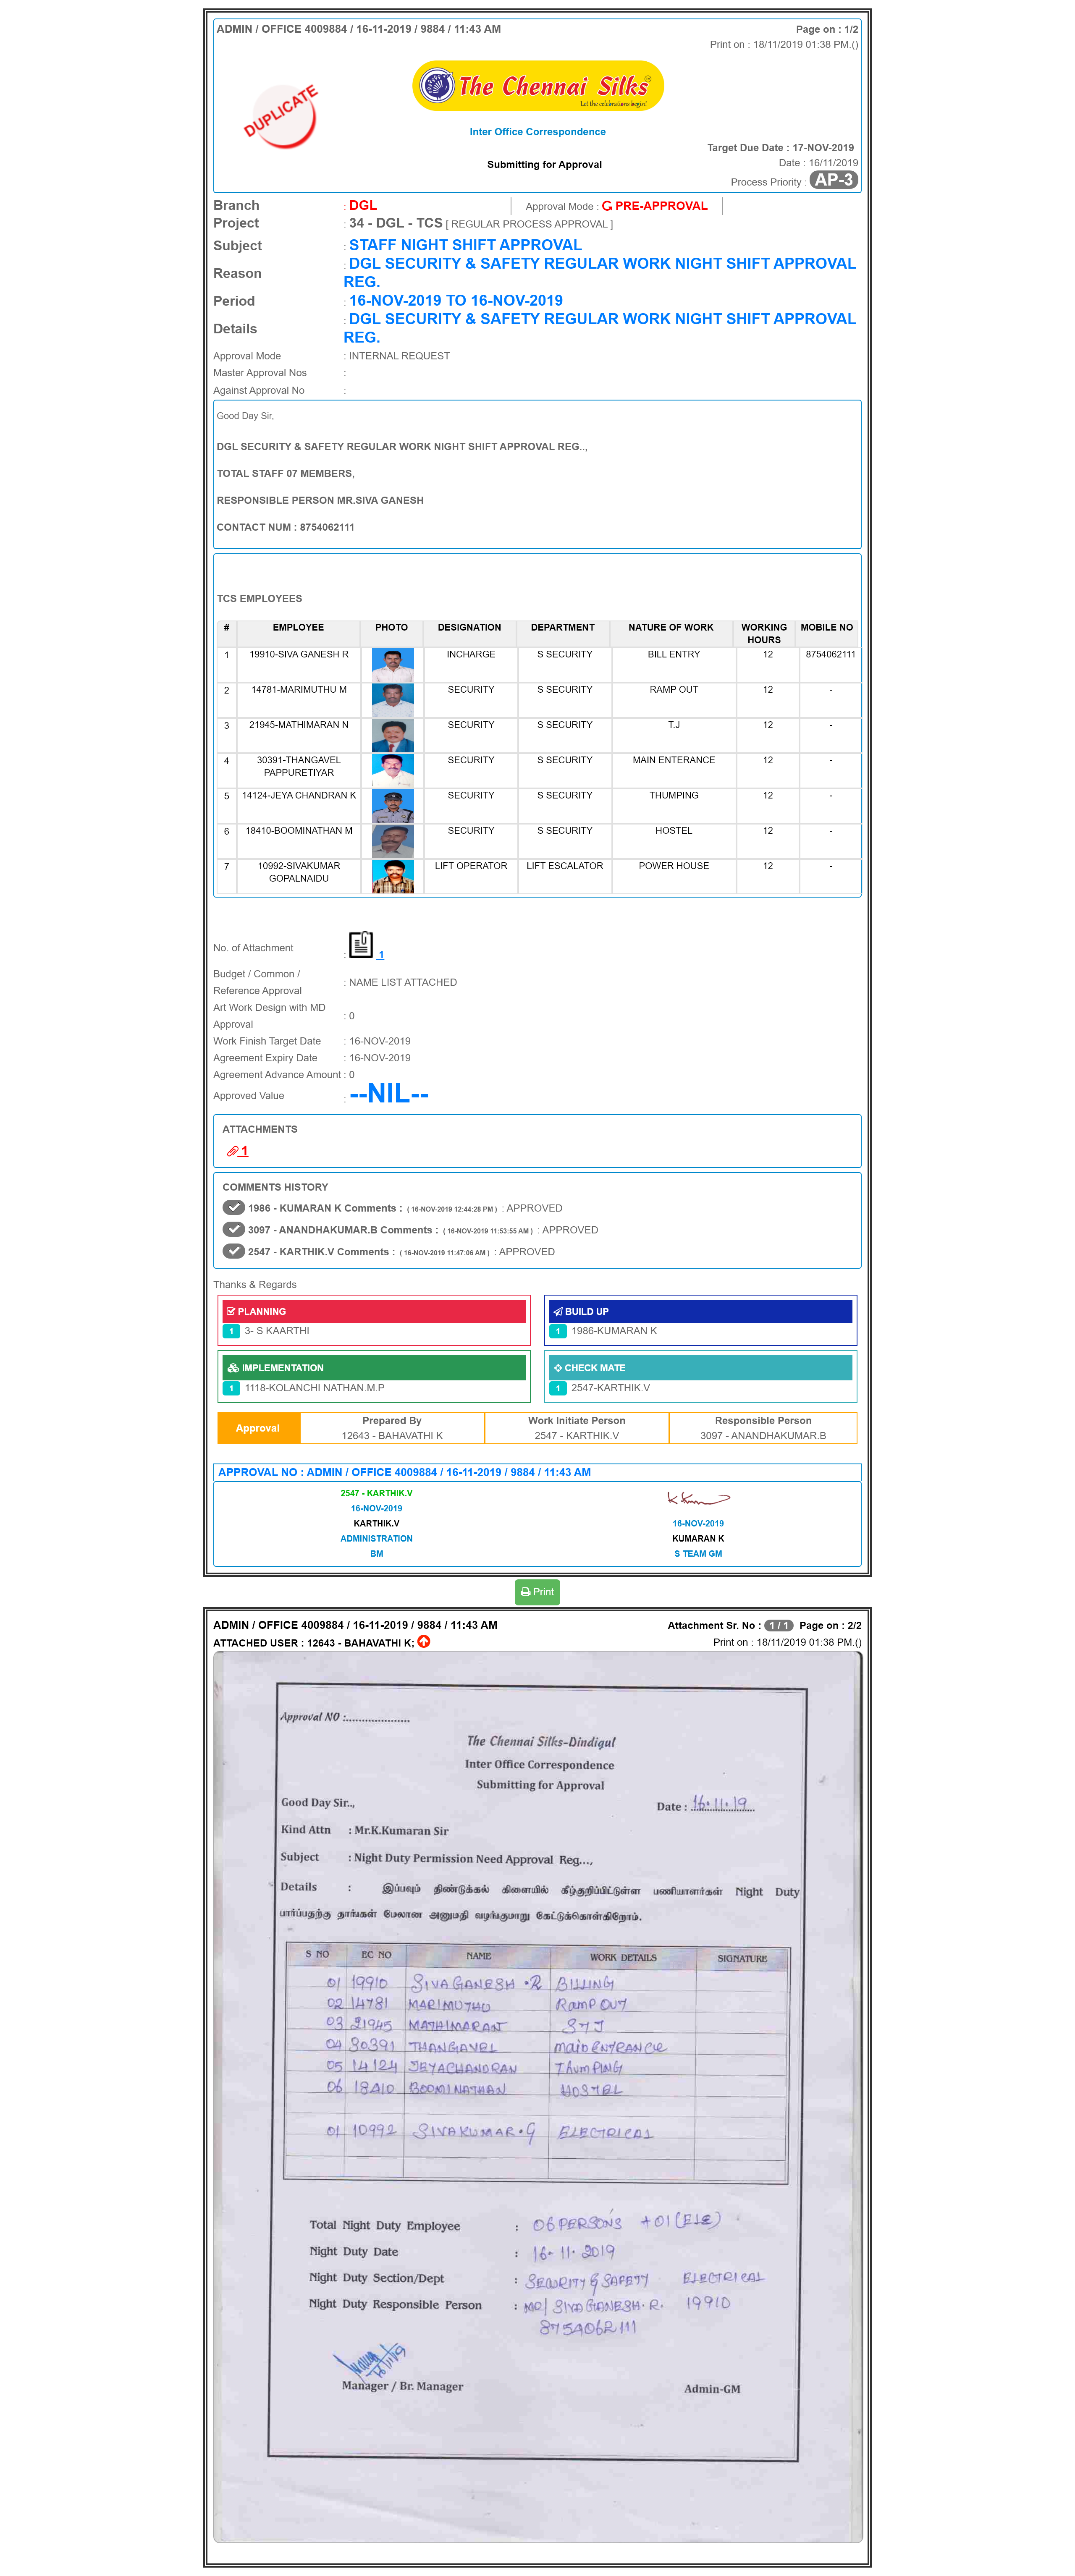 ADMIN / OFFICE 4009884 / 16-11-2019 / 9884 / 11:43 AM
Page on : 1/2
Print on : 18/11/2019 01:38 PM.()
DUPLICATE
The Chennai Silks
TM
Let the celebrations begin!
Inter Office Correspondence
Target Due Date : 17-NOV-2019
Submitting for Approval
Date : 16/11/2019
Process Priority : AP-3
Branch : DGL Approval Mode : PRE-APPROVAL
Project : 34 - DGL - TCS [ REGULAR PROCESS APPROVAL ]
Subject : STAFF NIGHT SHIFT APPROVAL
Reason : DGL SECURITY & SAFETY REGULAR WORK NIGHT SHIFT APPROVAL
REG.
Period : 16-NOV-2019 TO 16-NOV-2019
Details : DGL SECURITY & SAFETY REGULAR WORK NIGHT SHIFT APPROVAL
REG.
Approval Mode : INTERNAL REQUEST
Master Approval Nos :
Against Approval No :
Good Day Sir,
DGL SECURITY & SAFETY REGULAR WORK NIGHT SHIFT APPROVAL REG..,
TOTAL STAFF 07 MEMBERS,
RESPONSIBLE PERSON MR.SIVA GANESH
CONTACT NUM : 8754062111
TCS EMPLOYEES
# EMPLOYEE PHOTO DESIGNATION DEPARTMENT NATURE OF WORK WORKING HOURS MOBILE NO
1 19910-SIVA GANESH R INCHARGE S SECURITY BILL ENTRY 12 8754062111
2 14781-MARIMUTHU M SECURITY S SECURITY RAMP OUT 12 -
3 21945-MATHIMARAN N SECURITY S SECURITY T.J 12 -
4 30391-THANGAVEL PAPPURETIYAR SECURITY S SECURITY MAIN ENTERANCE 12 -
5 14124-JEYA CHANDRAN K SECURITY S SECURITY THUMPING 12 -
6 18410-BOOMINATHAN M SECURITY S SECURITY HOSTEL 12 -
7 10992-SIVAKUMAR GOPALNAIDU LIFT OPERATOR LIFT ESCALATOR POWER HOUSE 12 -
No. of Attachment : 1
Budget / Common /
Reference Approval : NAME LIST ATTACHED
Art Work Design with MD
Approval : 0
Work Finish Target Date : 16-NOV-2019
Agreement Expiry Date : 16-NOV-2019
Agreement Advance Amount : 0
Approved Value : --NIL--
ATTACHMENTS
1
COMMENTS HISTORY
1986 - KUMARAN K Comments : ( 16-NOV-2019 12:44:28 PM ) : APPROVED
3097 - ANANDHAKUMAR.B Comments : ( 16-NOV-2019 11:53:55 AM ) : APPROVED
2547 - KARTHIK.V Comments : ( 16-NOV-2019 11:47:06 AM ) : APPROVED
Thanks & Regards
PLANNING
1 3- S KAARTHI
BUILD UP
1 1986-KUMARAN K
IMPLEMENTATION
1 1118-KOLANCHI NATHAN.M.P
CHECK MATE
1 2547-KARTHIK.V
Approval
Prepared By Work Initiate Person Responsible Person
12643 - BAHAVATHI K 2547 - KARTHIK.V 3097 - ANANDHAKUMAR.B
APPROVAL NO : ADMIN / OFFICE 4009884 / 16-11-2019 / 9884 / 11:43 AM
2547 - KARTHIK.V
16-NOV-2019
KARTHIK.V
ADMINISTRATION
BM
16-NOV-2019
KUMARAN K
S TEAM GM
Print
ADMIN / OFFICE 4009884 / 16-11-2019 / 9884 / 11:43 AM
Attachment Sr. No : 1 / 1 Page on : 2/2
ATTACHED USER : 12643 - BAHAVATHI K;
Print on : 18/11/2019 01:38 PM.()
Approval NO :....................
The Chennai Silks-Dindigul
Inter Office Correspondence
Submitting for Approval
Good Day Sir..,
Date : 16.11.19
Kind Attn : Mr.K.Kumaran Sir
Subject : Night Duty Permission Need Approval Reg...,
Details : இப்பவும் திண்டுக்கல் கிளையில் கீழ்குறிப்பிட்டுள்ள பணியாளர்கள் Night Duty
பார்ப்பதற்கு தாங்கள் மேலான அனுமதி வழங்குமாறு கேட்டுக்கொள்கிறோம்.
S NO EC NO NAME WORK DETAILS SIGNATURE
01 19910 SIVA GANESH . R BILLING
02 14781 MARIMUTHU RAMP OUT
03 21945 MATHIMARAN STJ
04 30391 THANGAVEL main ENTRANCE
05 14124 JEYACHANDRAN THUMPING
06 18410 BOOMINATHAN HOSTEL
01 10992 SIVAKUMAR.G ELECTRICAL
Total Night Duty Employee : 06 PERSONS +01(ELE)
Night Duty Date : 16-11-2019
Night Duty Section/Dept : SECURITY & SAFETY ELECTRICAL
Night Duty Responsible Person : MR/ SIVA GANESH. R. 19910
8754062111
Manager / Br. Manager
Admin-GM